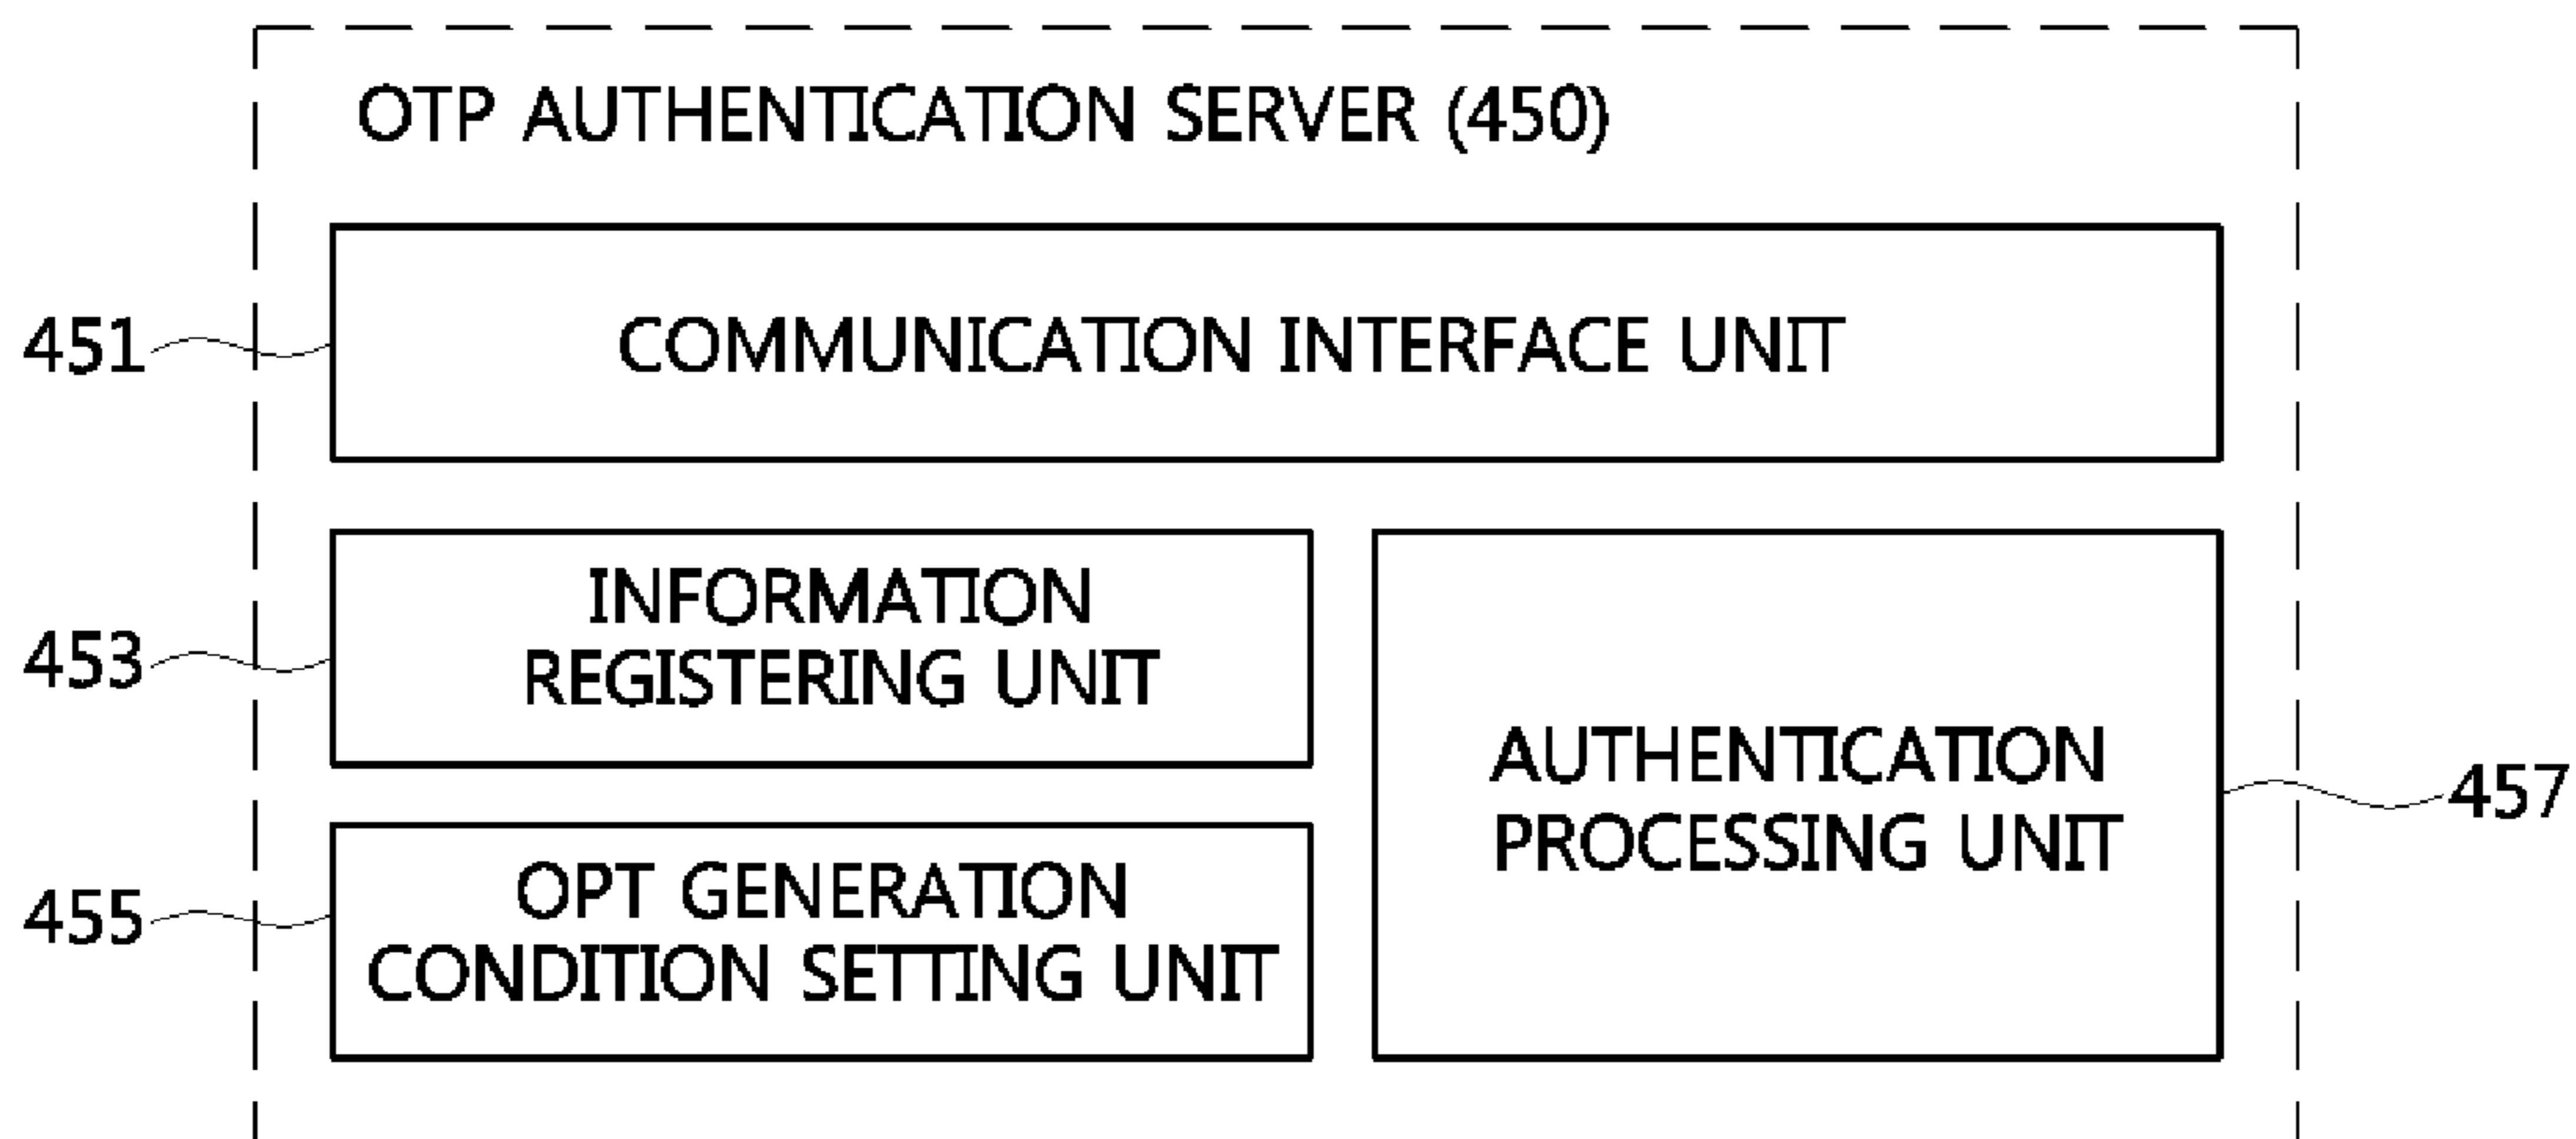 OTP AUTHENTICATION SERVER (450)
451
COMMUNICATION INTERFACE UNIT
453
INFORMATION
REGISTERING UNIT
AUTHENTICATION
PROCESSING UNIT
457
455
OPT GENERATION
CONDITION SETTING UNIT